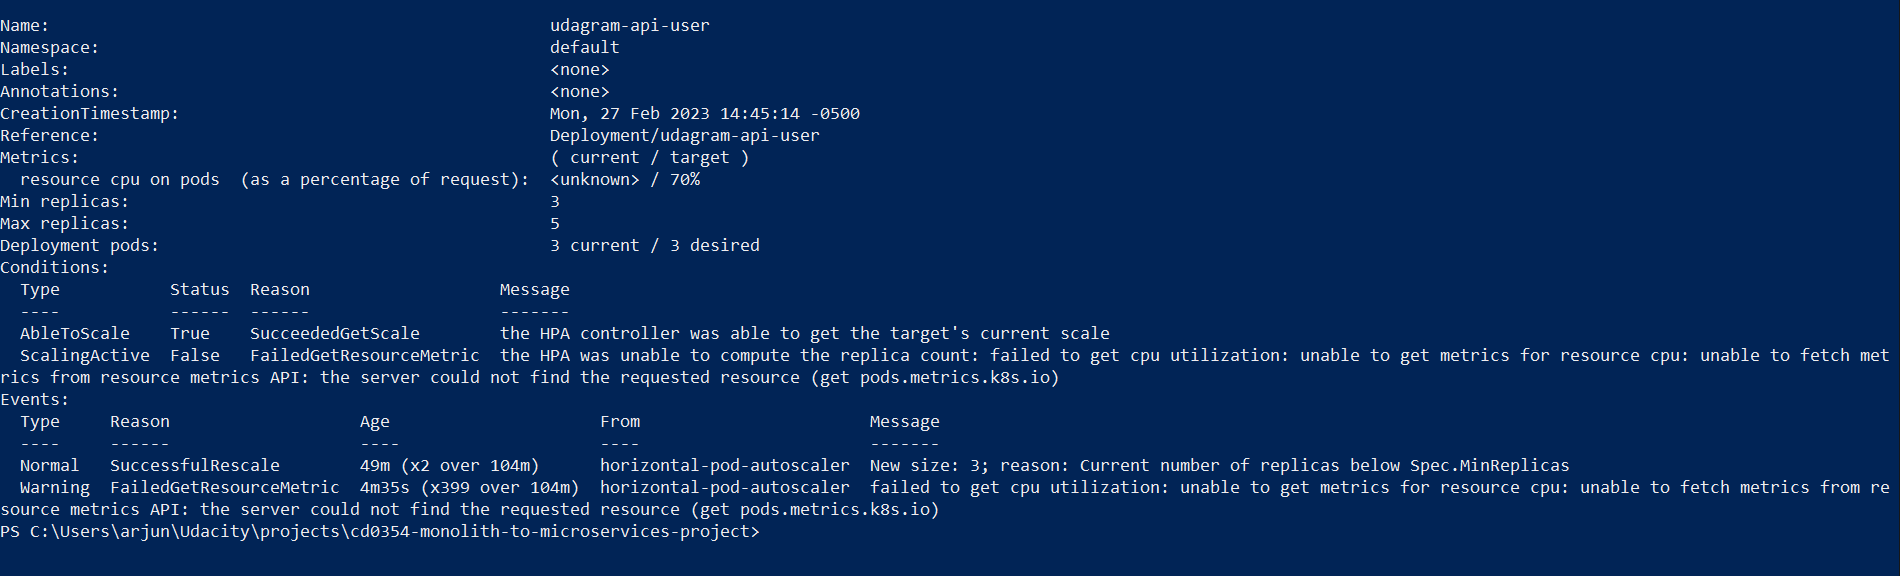 Name:                                                  udagram-api-user
Namespace:                                             default
Labels:                                                <none>
Annotations:                                           <none>
CreationTimestamp:                                     Mon, 27 Feb 2023 14:45:14 -0500
Reference:                                             Deployment/udagram-api-user
Metrics:                                               ( current / target )
  resource cpu on pods  (as a percentage of request):  <unknown> / 70%
Min replicas:                                          3
Max replicas:                                          5
Deployment pods:                                       3 current / 3 desired
Conditions:
  Type           Status  Reason                   Message
  ----           ------  ------                   -------
  AbleToScale    True    SucceededGetScale        the HPA controller was able to get the target's current scale
  ScalingActive  False   FailedGetResourceMetric  the HPA was unable to compute the replica count: failed to get cpu utilization: unable to get metrics for resource cpu: unable to fetch met
rics from resource metrics API: the server could not find the requested resource (get pods.metrics.k8s.io)
Events:
  Type     Reason                   Age                     From                       Message
  ----     ------                   ----                    ----                       -------
  Normal   SuccessfulRescale        49m (x2 over 104m)      horizontal-pod-autoscaler  New size: 3; reason: Current number of replicas below Spec.MinReplicas
  Warning  FailedGetResourceMetric  4m35s (x399 over 104m)  horizontal-pod-autoscaler  failed to get cpu utilization: unable to get metrics for resource cpu: unable to fetch metrics from re
source metrics API: the server could not find the requested resource (get pods.metrics.k8s.io)
PS C:\Users\arjun\Udacity\projects\cd0354-monolith-to-microservices-project>